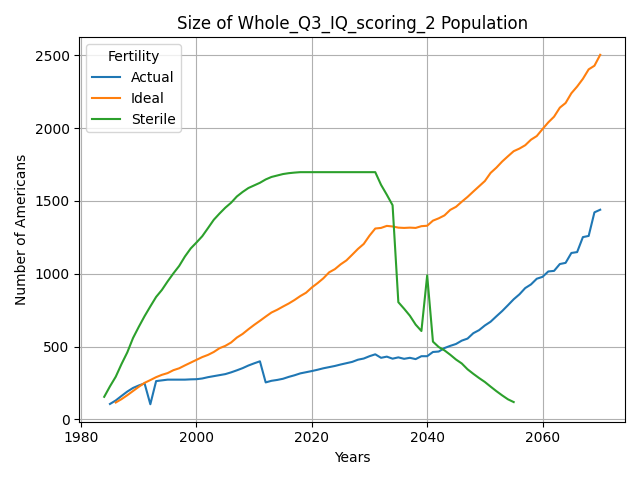 Size of Whole_Q3_IQ_scoring_2 Population
Fertility
Actual
Ideal
Sterile
Number of Americans
2500
2000
1500
1000
500
0
1980
2000
2020
2040
2060
Years